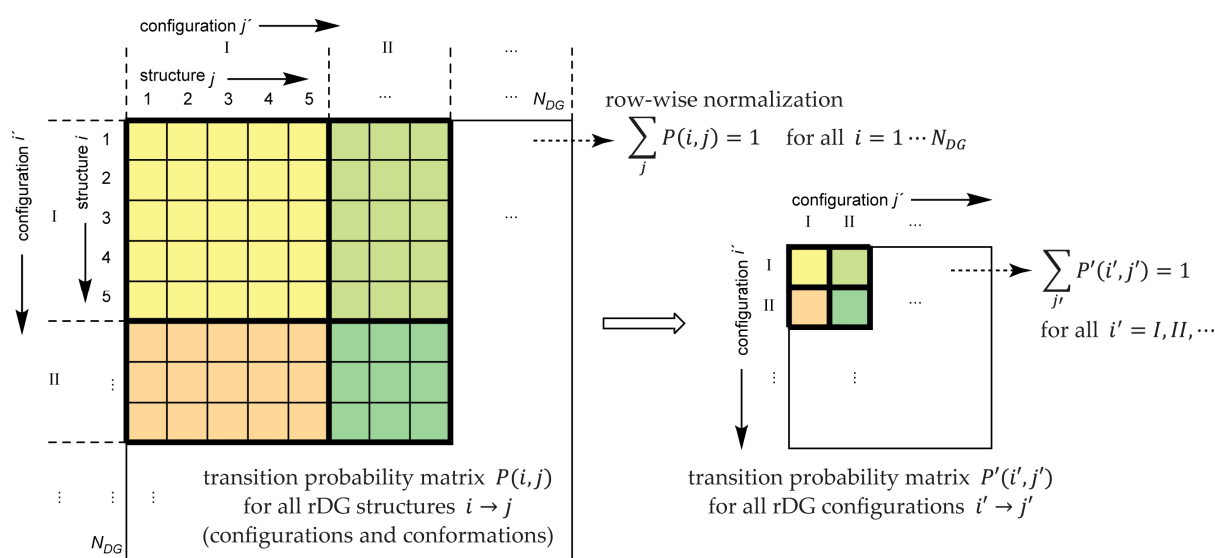 configuration j´
I II ...
structure j
1 2 3 4 5 ... ... N_DG
row-wise normalization
∑_j P(i,j) = 1 for all i = 1 ⋯ N_DG
configuration i´
structure i
I
1
2
3 ...
4
5
II ⋮
⋮ ⋮ ⋮
N_DG
transition probability matrix P(i,j)
for all rDG structures i → j
(configurations and conformations)
configuration j´
I II ...
configuration i´
I
II ...
⋮ ⋮
∑_j′ P′(i′,j′) = 1
for all i′ = I, II, ⋯
transition probability matrix P′(i′,j′)
for all rDG configurations i′ → j′